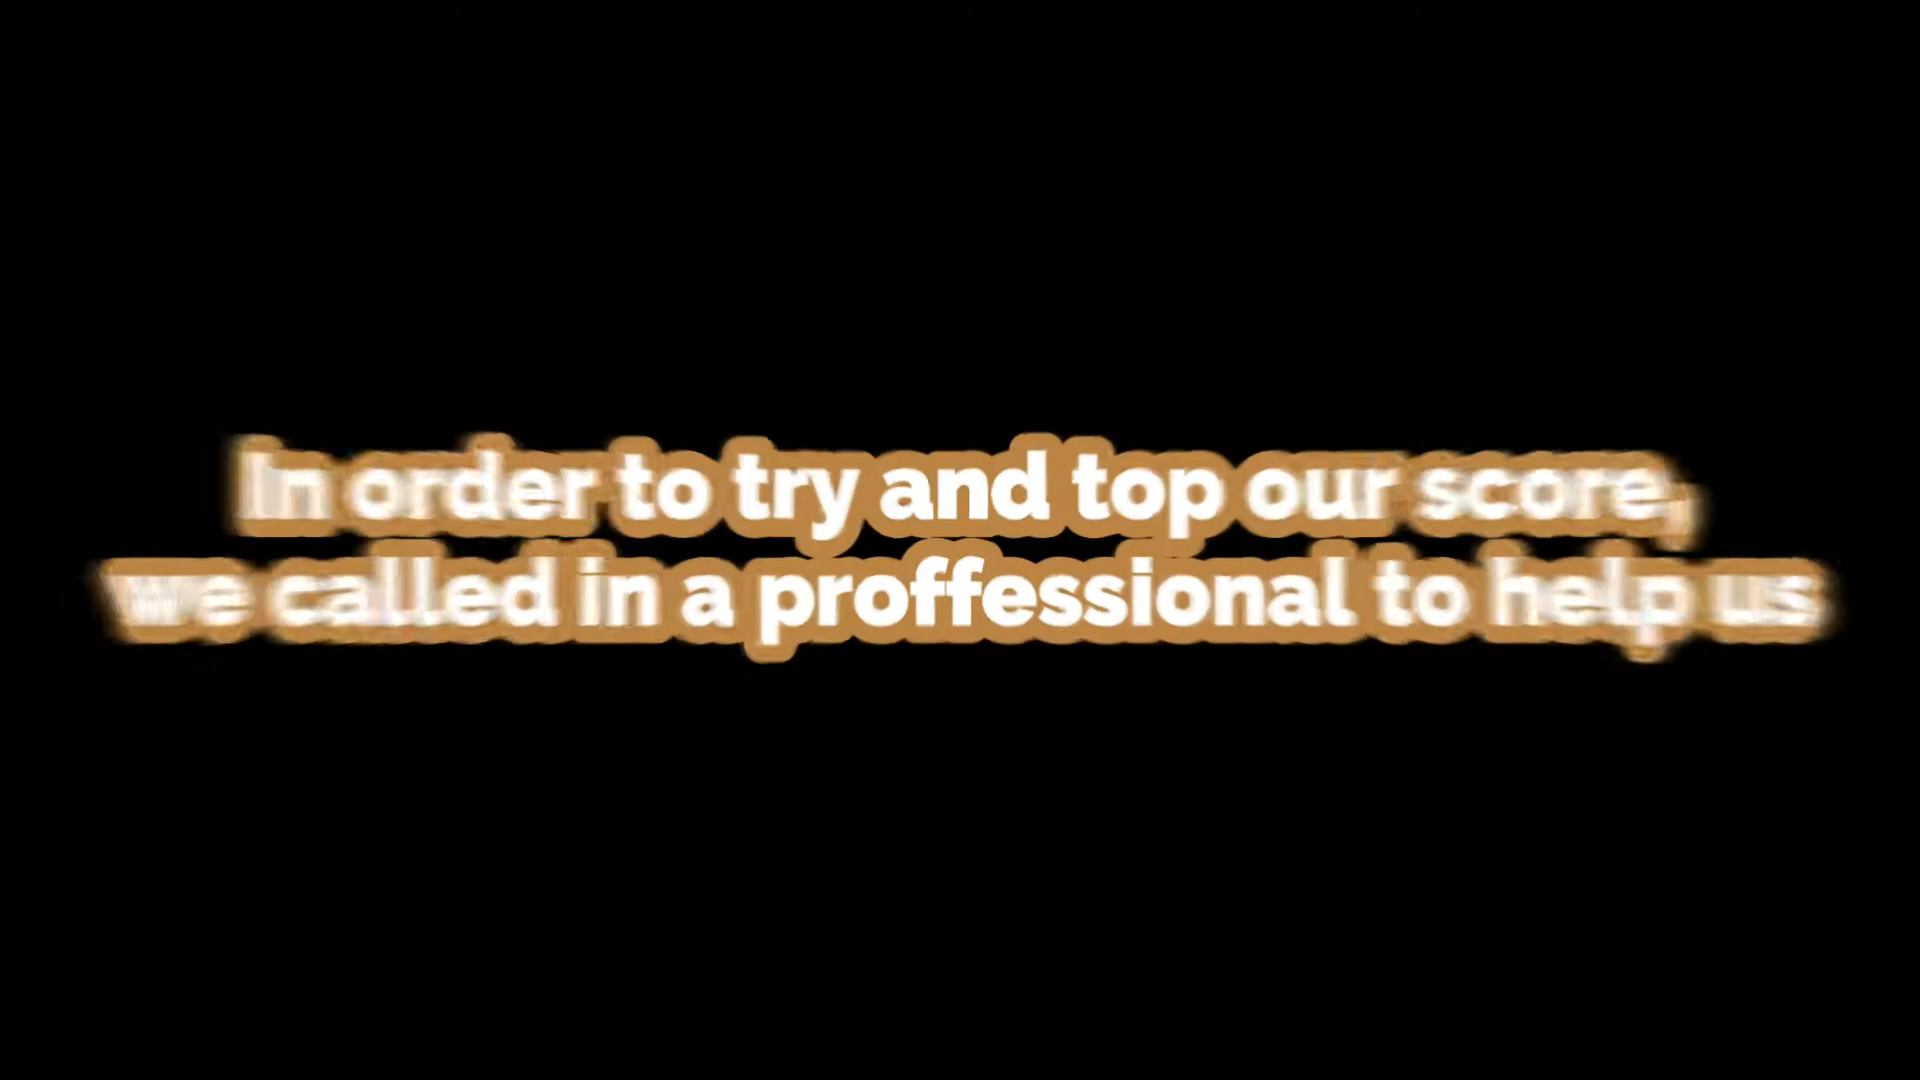 In order to try and top our score,
we called in a proffessional to help us